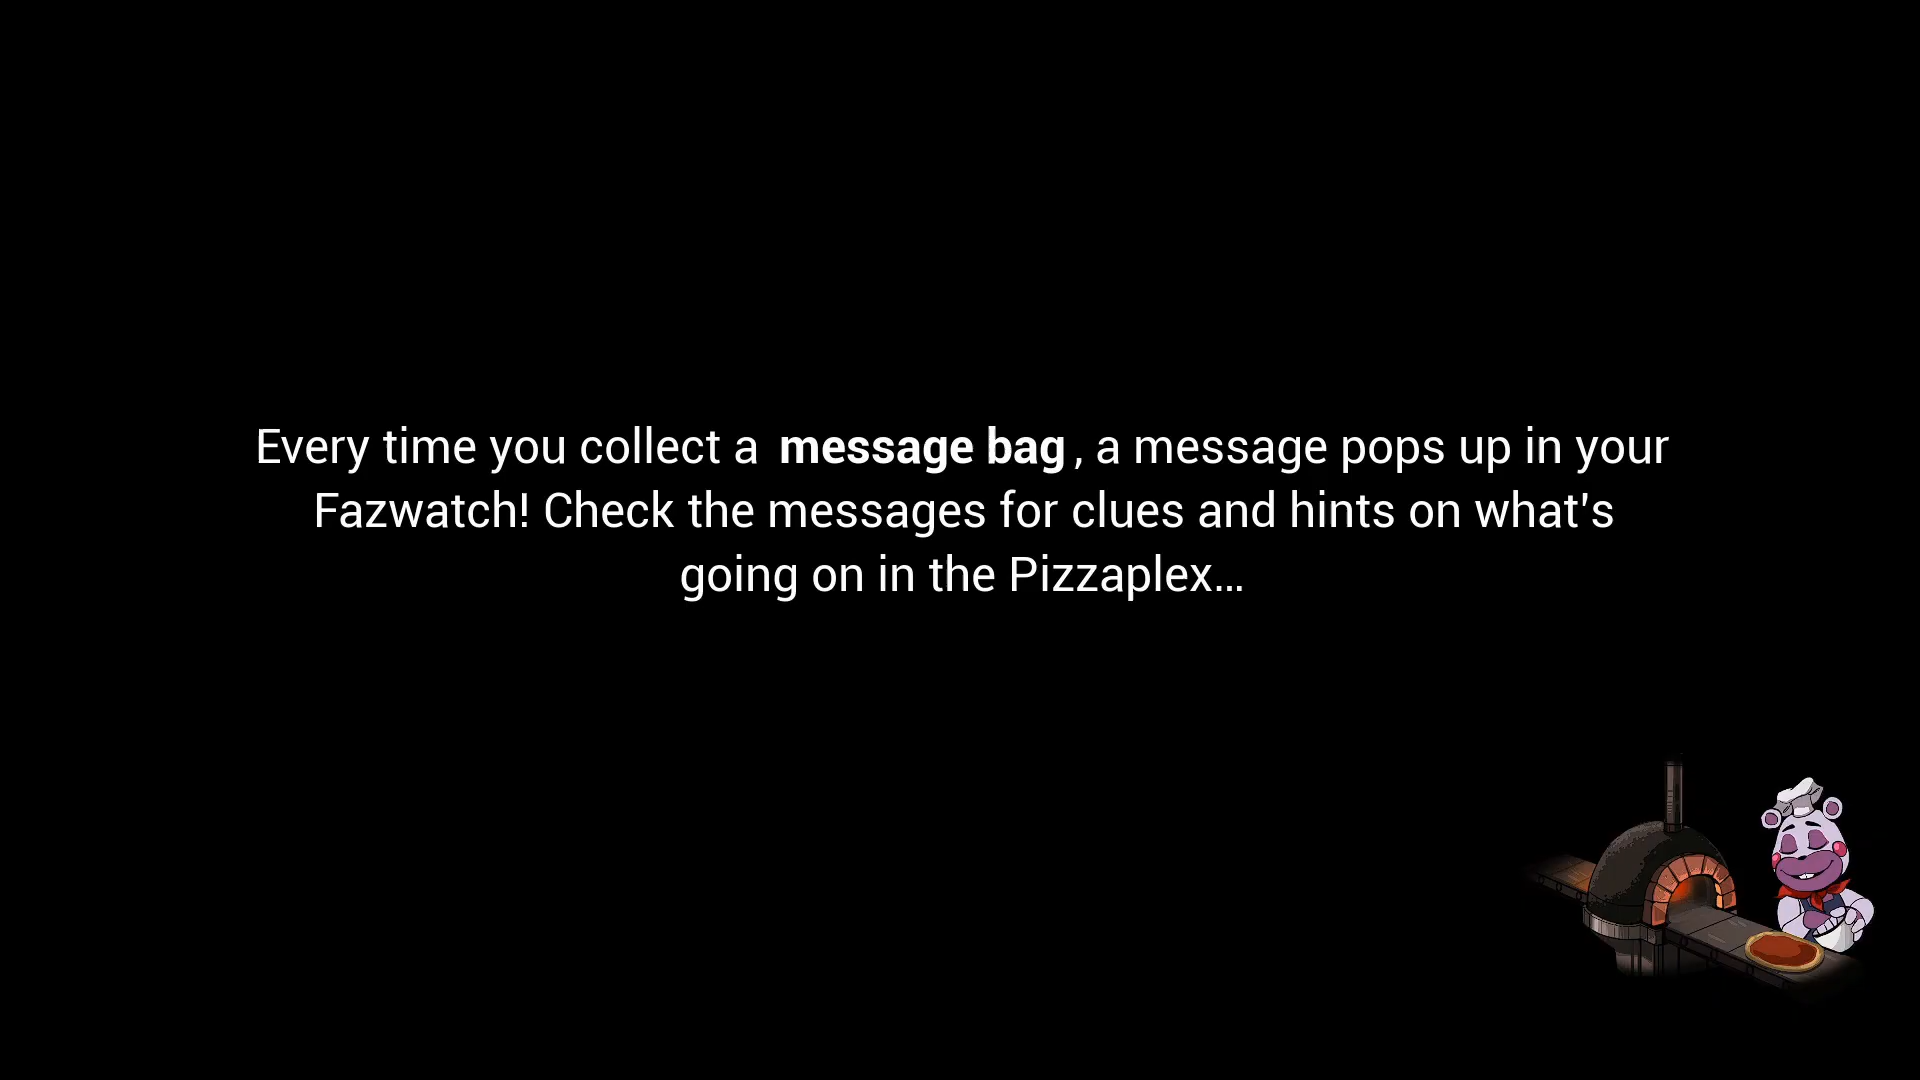 Every time you collect a message bag, a message pops up in your
Fazwatch! Check the messages for clues and hints on what's
going on in the Pizzaplex...